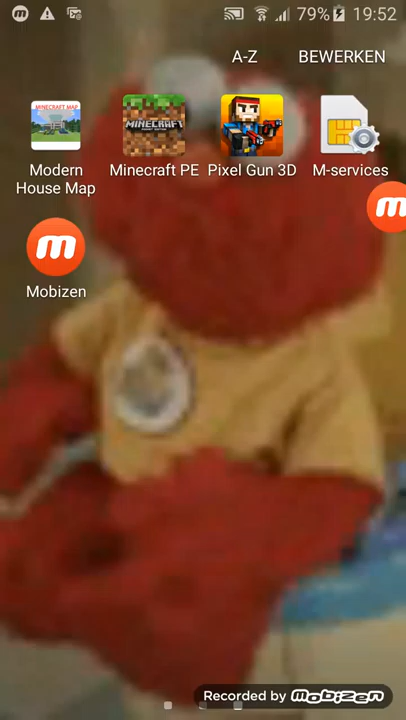 79% 19:52
A-Z BEWERKEN
MINECRAFT MAP
MINECRAFT
Modern House Map
Minecraft PE
Pixel Gun 3D
M-services
Mobizen
Recorded by mobizen